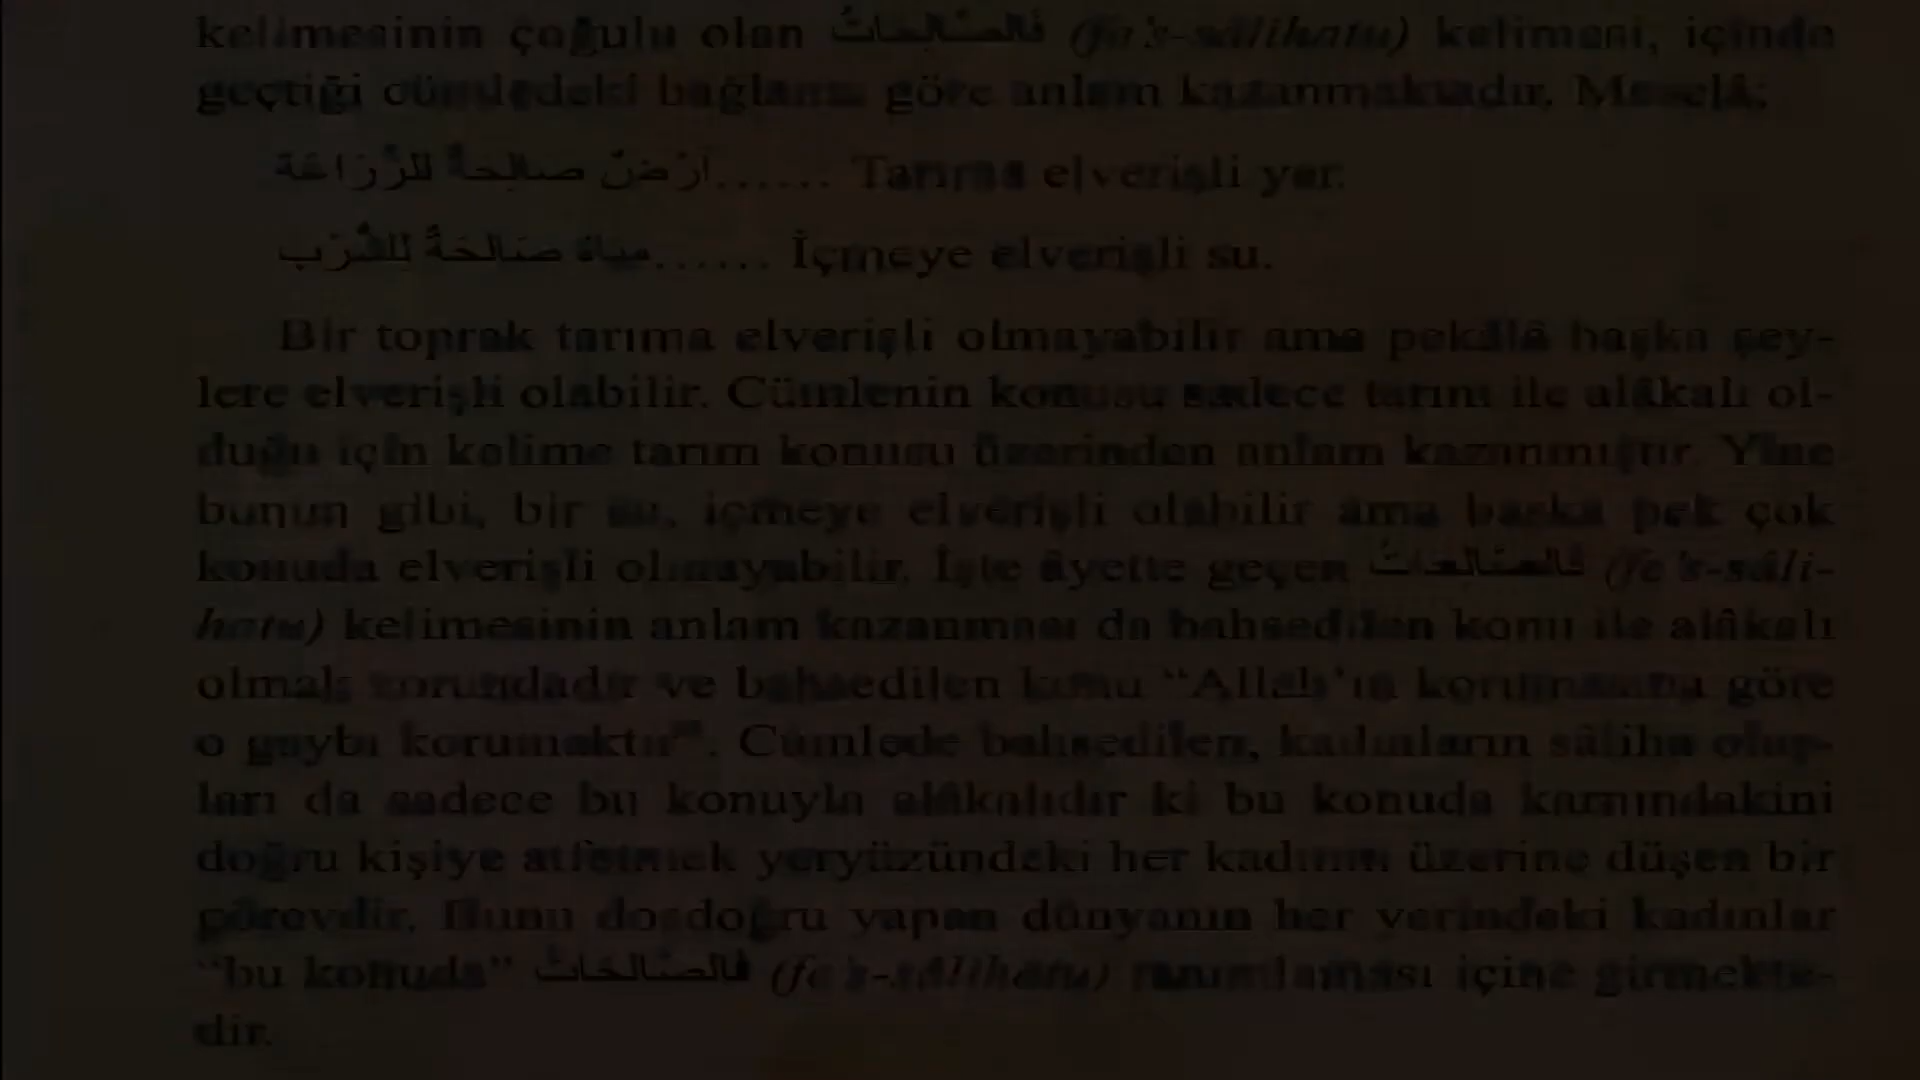 kelimesinin çoğulu olan فَالصَّالِحَاتُ (fe's-sâlihatu) kelimesi, içinde
geçtiği cümledeki bağlama göre anlam kazanmaktadır. Meselâ;
اَرْضٌ صَالِحَةٌ لِلزِّرَاعَة...... Tarıma elverişli yer.
مِيَاهٌ صَالِحَةٌ لِلشُّرْبِ...... İçmeye elverişli su.
Bir toprak tarıma elverişli olmayabilir ama pekâlâ başka şey-
lere elverişli olabilir. Cümlenin konusu sadece tarım ile alâkalı ol-
duğu için kelime tarım konusu üzerinden anlam kazanmıştır. Yine
bunun gibi, bir su, içmeye elverişli olabilir ama başka pek çok
konuda elverişli olmayabilir. İşte âyette geçen فَالصَّالِحَاتُ (fe's-sâli-
hatu) kelimesinin anlam kazanması da bahsedilen konu ile alâkalı
olmak zorundadır ve bahsedilen konu “Allah’ın korumasına göre
o gaybı korumaktır”. Cümlede bahsedilen, kadınların sâliha oluş-
ları da sadece bu konuyla alâkalıdır ki bu konuda karnındakini
doğru kişiye atfetmek yeryüzündeki her kadının üzerine düşen bir
görevdir. Bunu dosdoğru yapan dünyanın her yerindeki kadınlar
“bu konuda” فَالصَّالِحَاتُ (fe's-sâlihatu) tanımlaması içine girmekte-
dir.